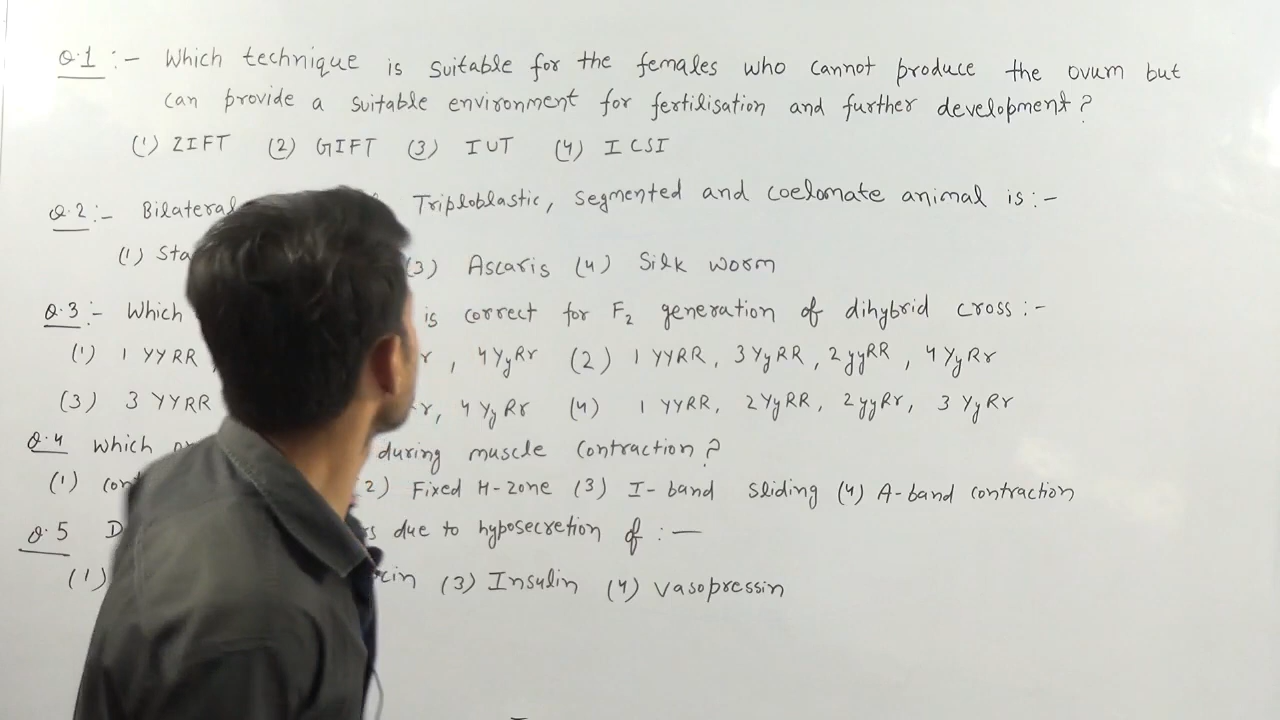 Q.1 :- Which technique is suitable for the females who cannot produce the ovum but
can provide a suitable environment for fertilisation and further development?
(1) ZIFT (2) GIFT (3) IUT (4) ICSI
Q.2 :- Bilateral Triploblastic, segmented and coelomate animal is :-
(1) Sta (3) Ascaris (4) Silk worm
Q.3 :- Which is correct for F2 generation of dihybrid cross :-
(1) 1 YYRR r, 4YyRr (2) 1 YYRR, 3 YyRR, 2 yyRR, 4 YyRr
(3) 3 YYRR r, 4 YyRr (4) 1 YYRR, 2 YyRR, 2 yyRr, 3 YyRr
Q.4 which during muscle contraction?
(1) cont 2) Fixed H-zone (3) I-band sliding (4) A-band contraction
Q.5 D rs due to hyposecretion of :—
(1) cin (3) Insulin (4) Vasopressin